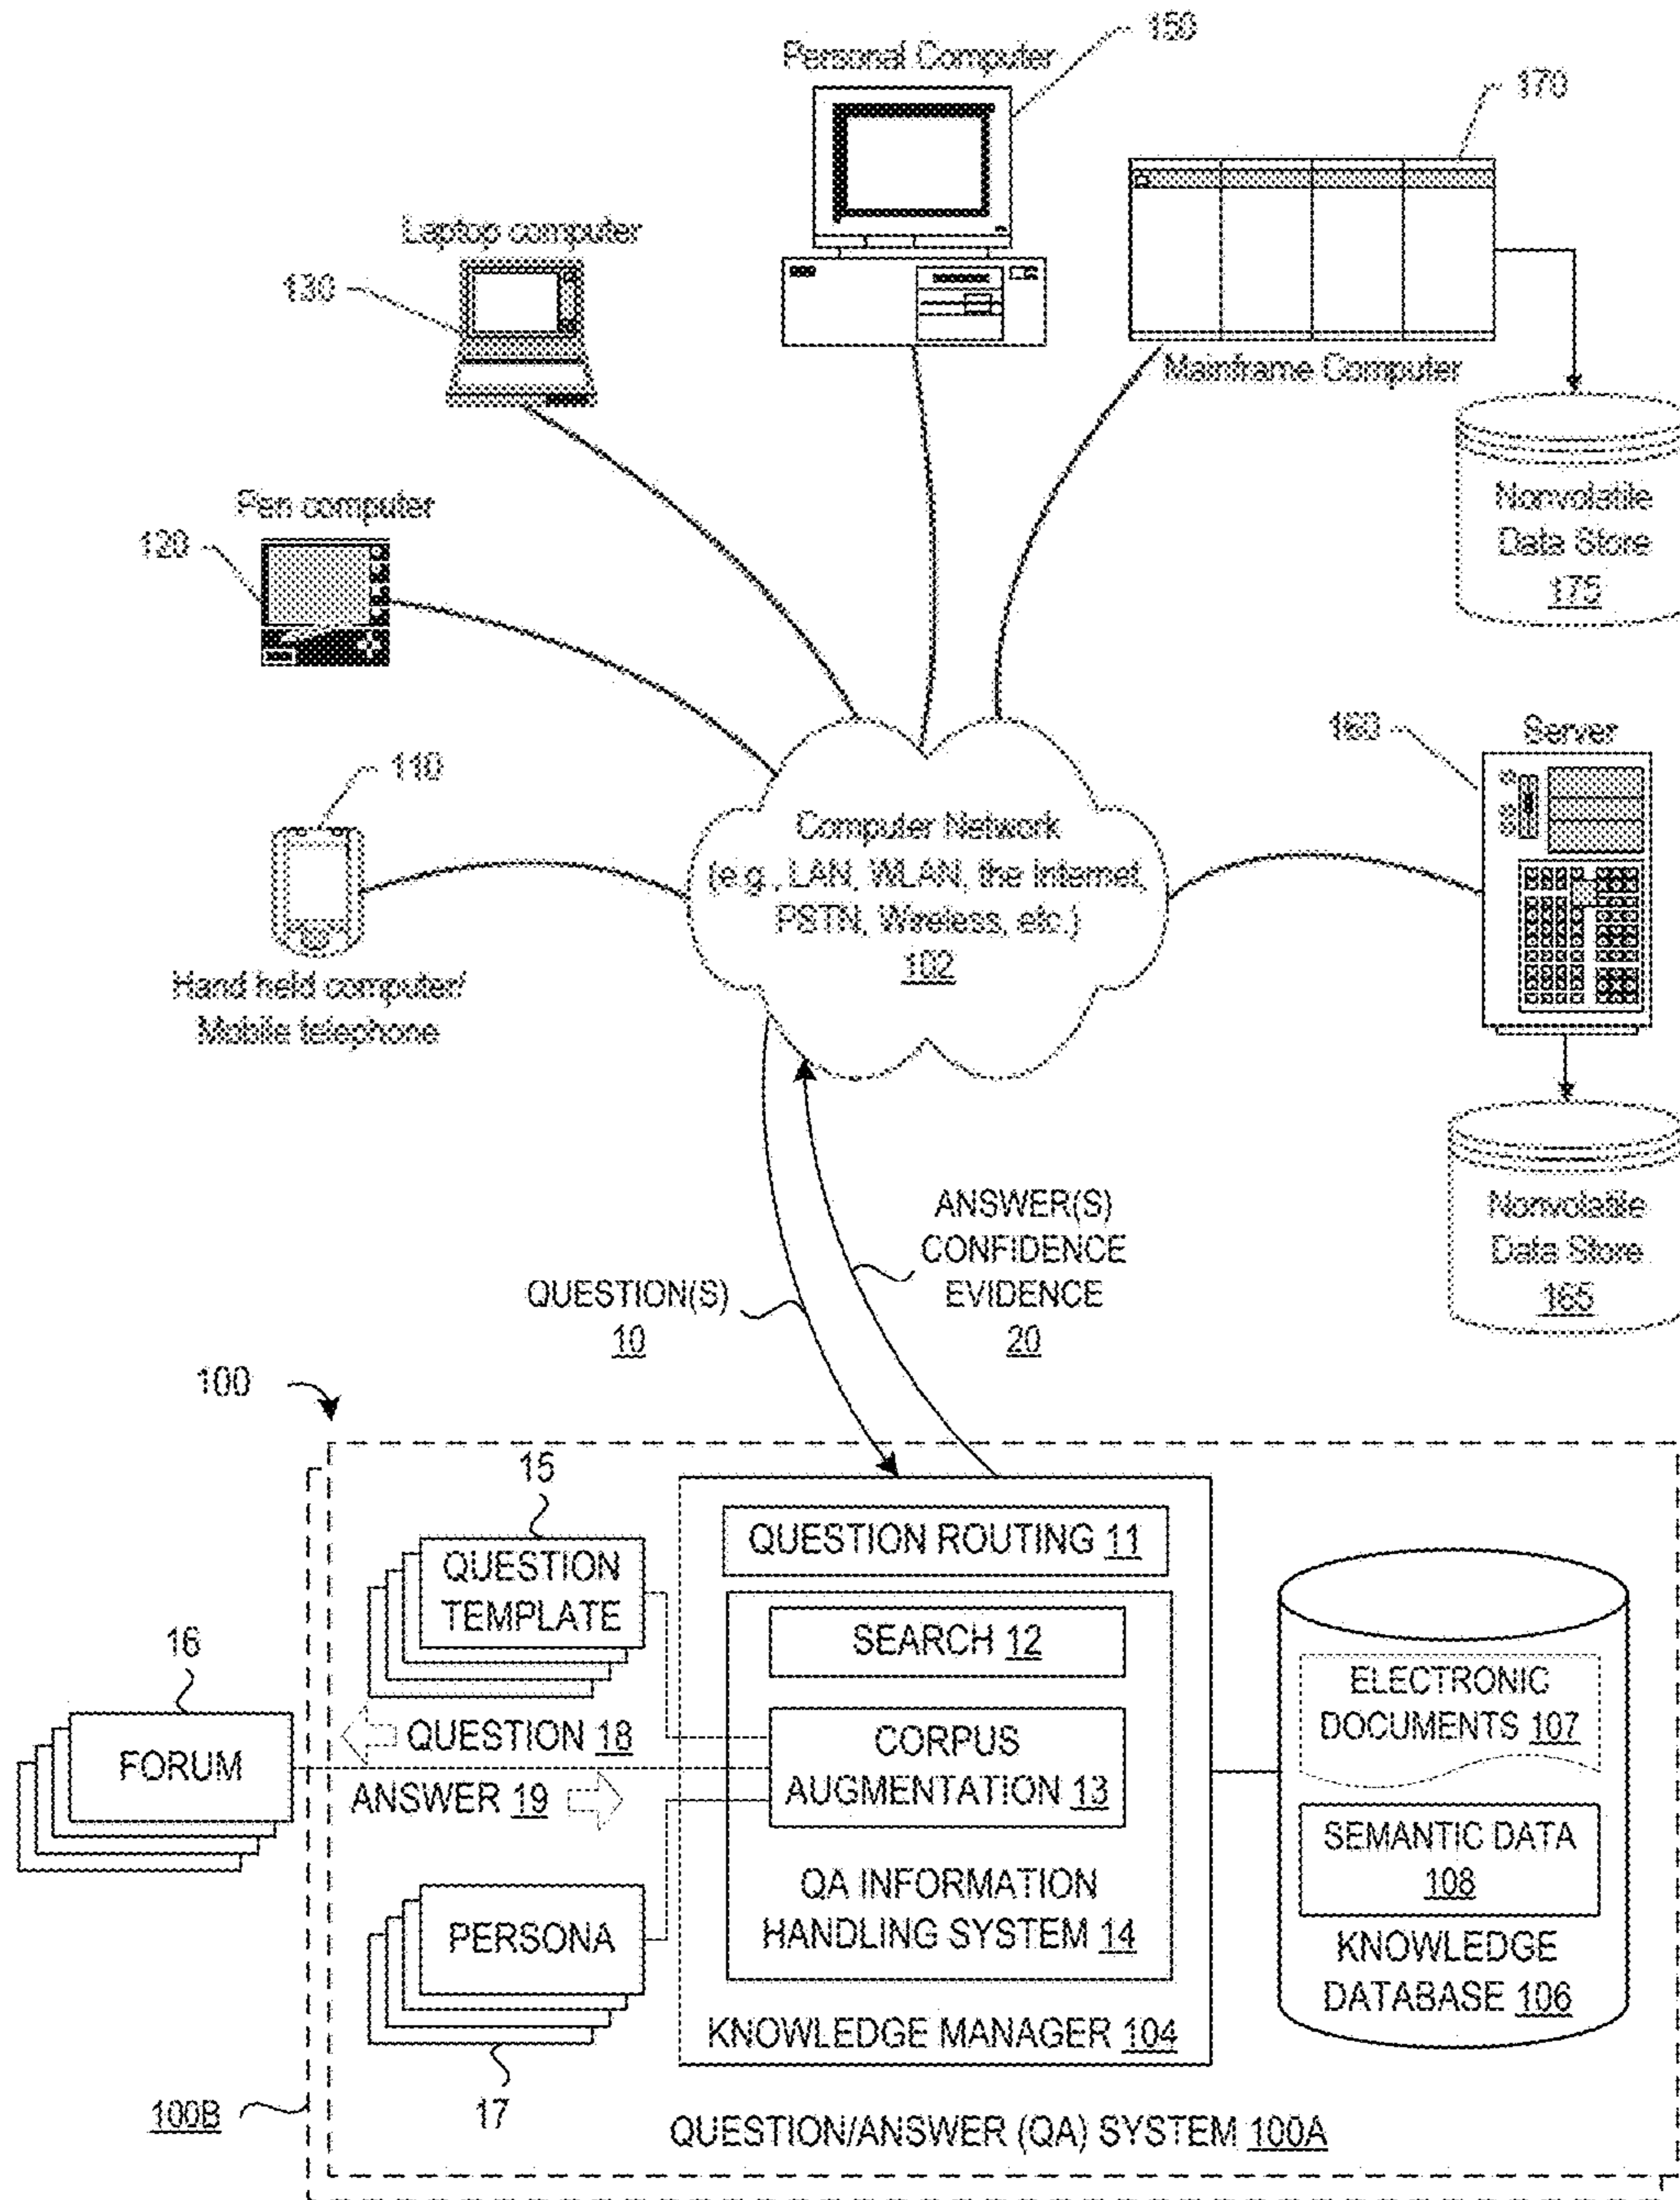 150
Personal Computer
170
Laptop computer
130
Mainframe Computer
Nonvolatile
Data Store
175
Pen computer
120
160
Server
110
Computer Network
(e.g., LAN, WLAN, the Internet,
PSTN, Wireless, etc.)
102
Hand held computer/
Mobile telephone
Nonvolatile
Data Store
165
ANSWER(S)
CONFIDENCE
EVIDENCE
20
QUESTION(S)
10
100
15
QUESTION
TEMPLATE
QUESTION ROUTING 11
SEARCH 12
16
FORUM
QUESTION 18
ANSWER 19
CORPUS
AUGMENTATION 13
ELECTRONIC
DOCUMENTS 107
SEMANTIC DATA
108
PERSONA
17
QA INFORMATION
HANDLING SYSTEM 14
KNOWLEDGE MANAGER 104
KNOWLEDGE
DATABASE 106
100B
QUESTION/ANSWER (QA) SYSTEM 100A